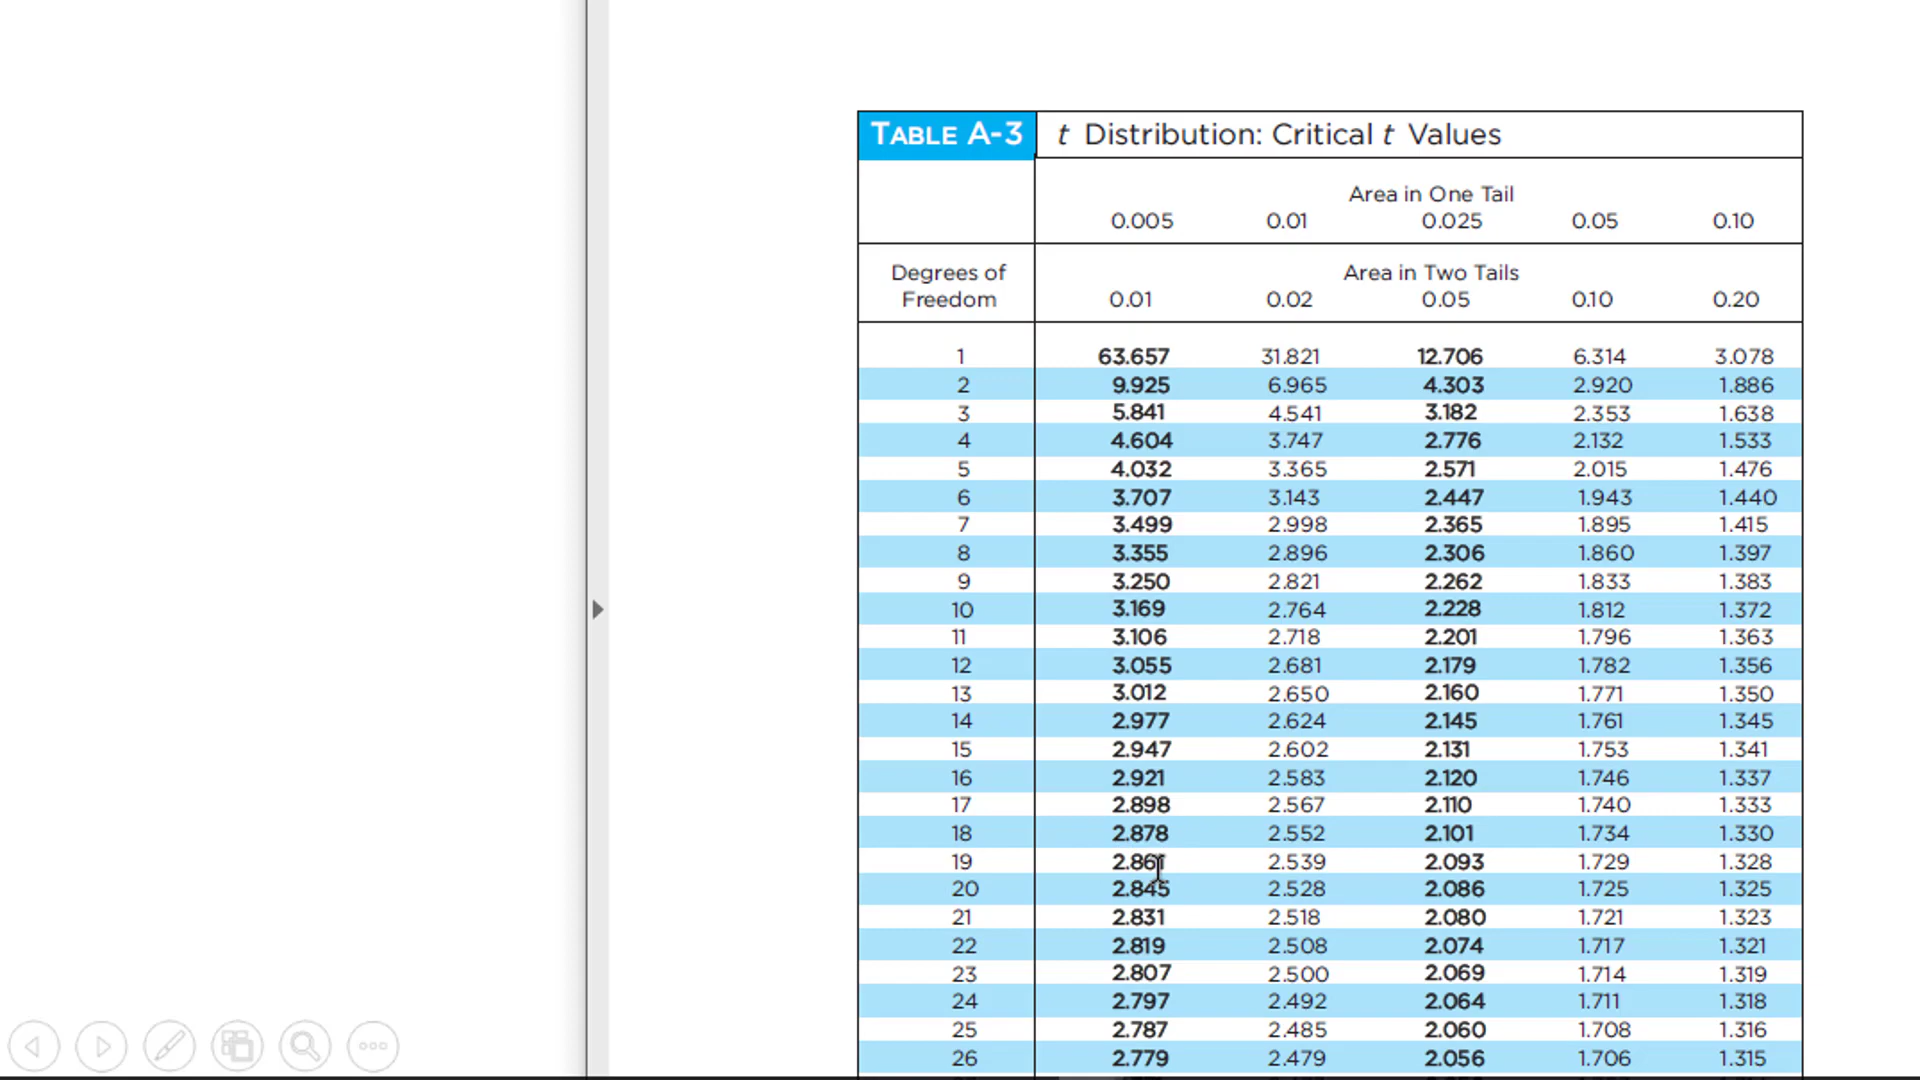 TABLE A-3 t Distribution: Critical t Values
Area in One Tail
0.005 0.01 0.025 0.05 0.10
Degrees of Freedom
Area in Two Tails
0.01 0.02 0.05 0.10 0.20
1 63.657 31.821 12.706 6.314 3.078
2 9.925 6.965 4.303 2.920 1.886
3 5.841 4.541 3.182 2.353 1.638
4 4.604 3.747 2.776 2.132 1.533
5 4.032 3.365 2.571 2.015 1.476
6 3.707 3.143 2.447 1.943 1.440
7 3.499 2.998 2.365 1.895 1.415
8 3.355 2.896 2.306 1.860 1.397
9 3.250 2.821 2.262 1.833 1.383
10 3.169 2.764 2.228 1.812 1.372
11 3.106 2.718 2.201 1.796 1.363
12 3.055 2.681 2.179 1.782 1.356
13 3.012 2.650 2.160 1.771 1.350
14 2.977 2.624 2.145 1.761 1.345
15 2.947 2.602 2.131 1.753 1.341
16 2.921 2.583 2.120 1.746 1.337
17 2.898 2.567 2.110 1.740 1.333
18 2.878 2.552 2.101 1.734 1.330
19 2.861 2.539 2.093 1.729 1.328
20 2.845 2.528 2.086 1.725 1.325
21 2.831 2.518 2.080 1.721 1.323
22 2.819 2.508 2.074 1.717 1.321
23 2.807 2.500 2.069 1.714 1.319
24 2.797 2.492 2.064 1.711 1.318
25 2.787 2.485 2.060 1.708 1.316
26 2.779 2.479 2.056 1.706 1.315